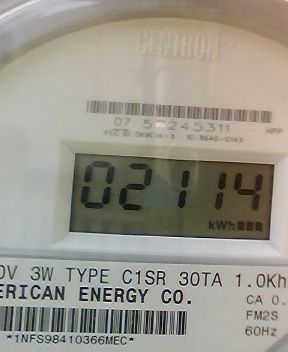 CENTRON
07 57245311
HPP
02114
kWh
0V 3W TYPE C1SR 30TA 1.0Kh
ERICAN ENERGY CO.
CA 0.
FM2S
60Hz
*1NFS98410366MEC*